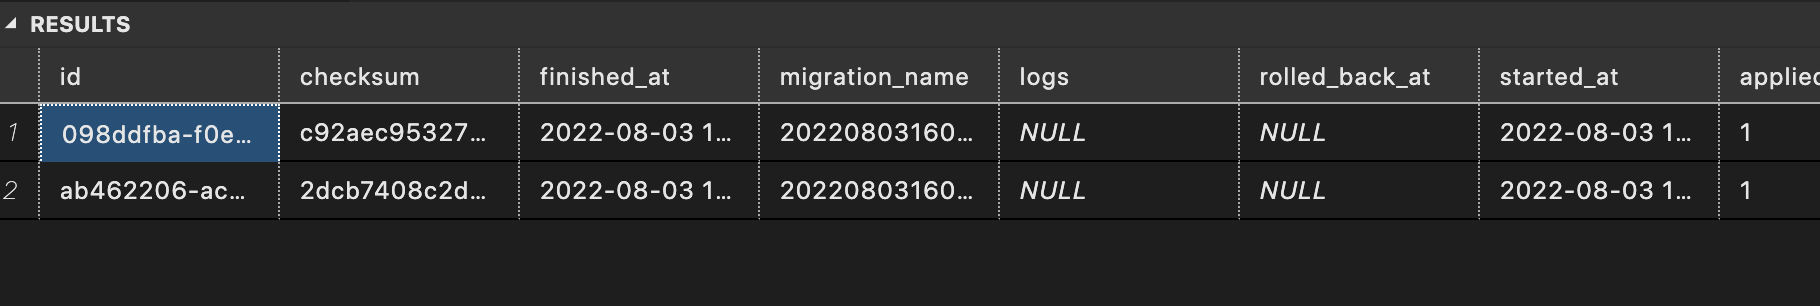 RESULTS
id checksum finished_at migration_name logs rolled_back_at started_at applied
1 098ddfba-f0e... c92aec95327... 2022-08-03 1... 20220803160... NULL NULL 2022-08-03 1... 1
2 ab462206-ac... 2dcb7408c2d... 2022-08-03 1... 20220803160... NULL NULL 2022-08-03 1... 1